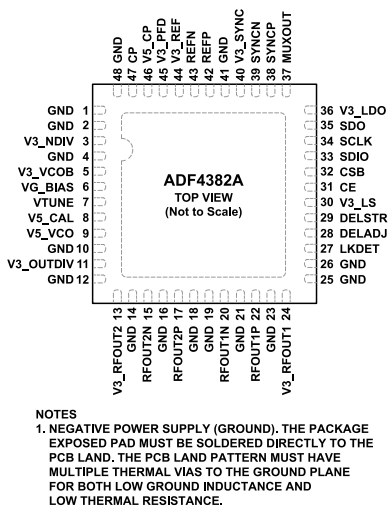 48 GND
47 CP
46 V5_CP
45 V3_PFD
44 V3_REF
43 REFN
42 REFP
41 GND
40 V3_SYNC
39 SYNCN
38 SYNCP
37 MUXOUT
GND 1
GND 2
V3_NDIV 3
GND 4
V3_VCOB 5
VG_BIAS 6
VTUNE 7
V5_CAL 8
V5_VCO 9
GND 10
V3_OUTDIV 11
GND 12
ADF4382A
TOP VIEW
(Not to Scale)
36 V3_LDO
35 SDO
34 SCLK
33 SDIO
32 CSB
31 CE
30 V3_LS
29 DELSTR
28 DELADJ
27 LKDET
26 GND
25 GND
V3_RFOUT2 13
GND 14
RFOUT2N 15
GND 16
RFOUT2P 17
GND 18
GND 19
RFOUT1N 20
GND 21
RFOUT1P 22
GND 23
V3_RFOUT1 24
NOTES
1. NEGATIVE POWER SUPPLY (GROUND). THE PACKAGE
EXPOSED PAD MUST BE SOLDERED DIRECTLY TO THE
PCB LAND. THE PCB LAND PATTERN MUST HAVE
MULTIPLE THERMAL VIAS TO THE GROUND PLANE
FOR BOTH LOW GROUND INDUCTANCE AND
LOW THERMAL RESISTANCE.